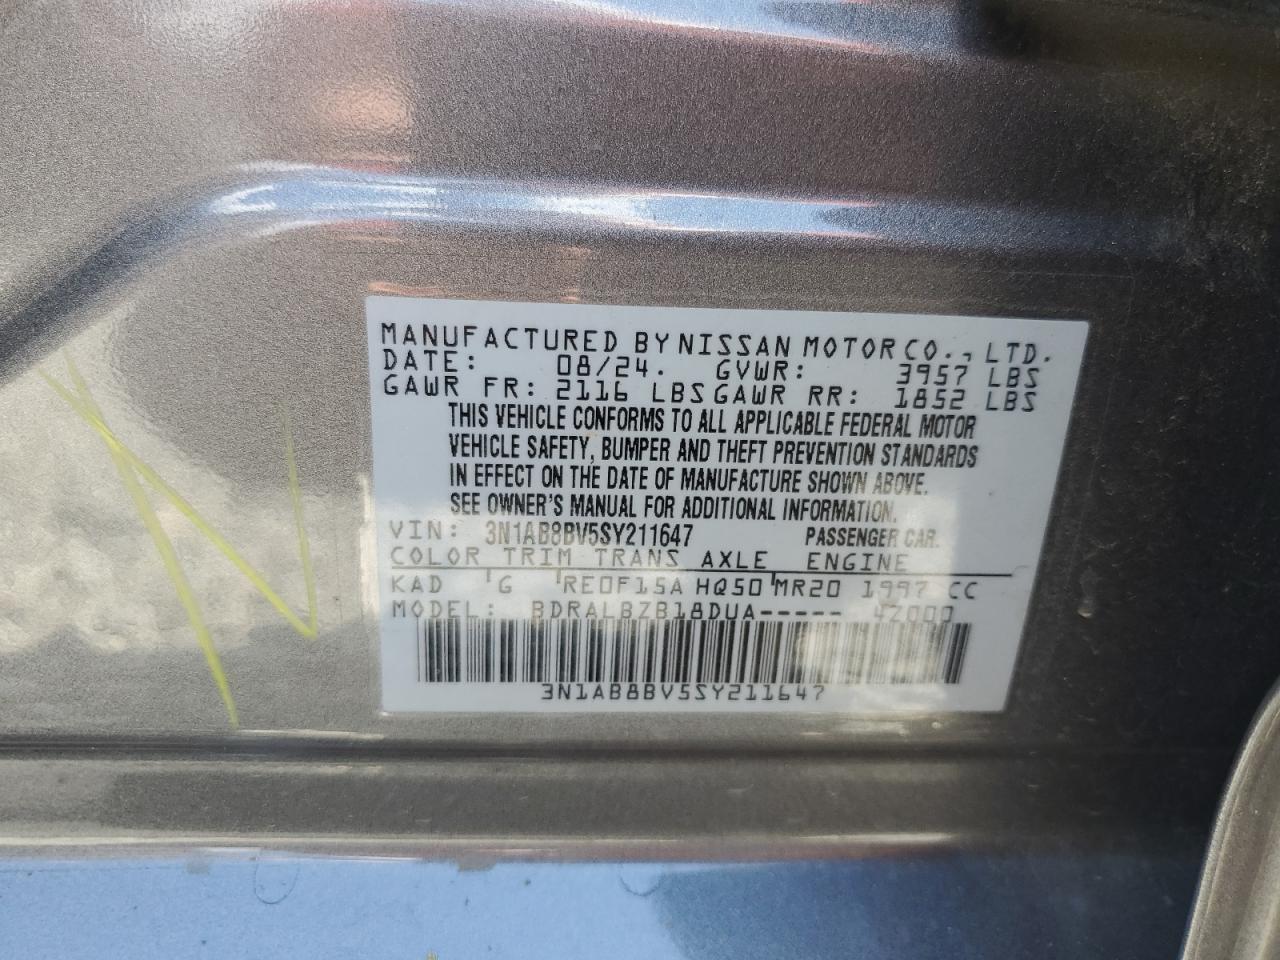 MANUFACTURED BY NISSAN MOTOR CO., LTD.
DATE: 08/24. GVWR: 3957 LBS
GAWR FR: 2116 LBS GAWR RR: 1852 LBS
THIS VEHICLE CONFORMS TO ALL APPLICABLE FEDERAL MOTOR
VEHICLE SAFETY, BUMPER AND THEFT PREVENTION STANDARDS
IN EFFECT ON THE DATE OF MANUFACTURE SHOWN ABOVE.
SEE OWNER'S MANUAL FOR ADDITIONAL INFORMATION.
VIN: 3N1AB8BV5SY211647 PASSENGER CAR.
COLOR TRIM TRANS AXLE ENGINE
KAD 'G 'RE0F15A HQ50'MR20 1997 CC
MODEL: BDRALBZB18DUA----- 4Z000
3N1AB8BV5SY211647